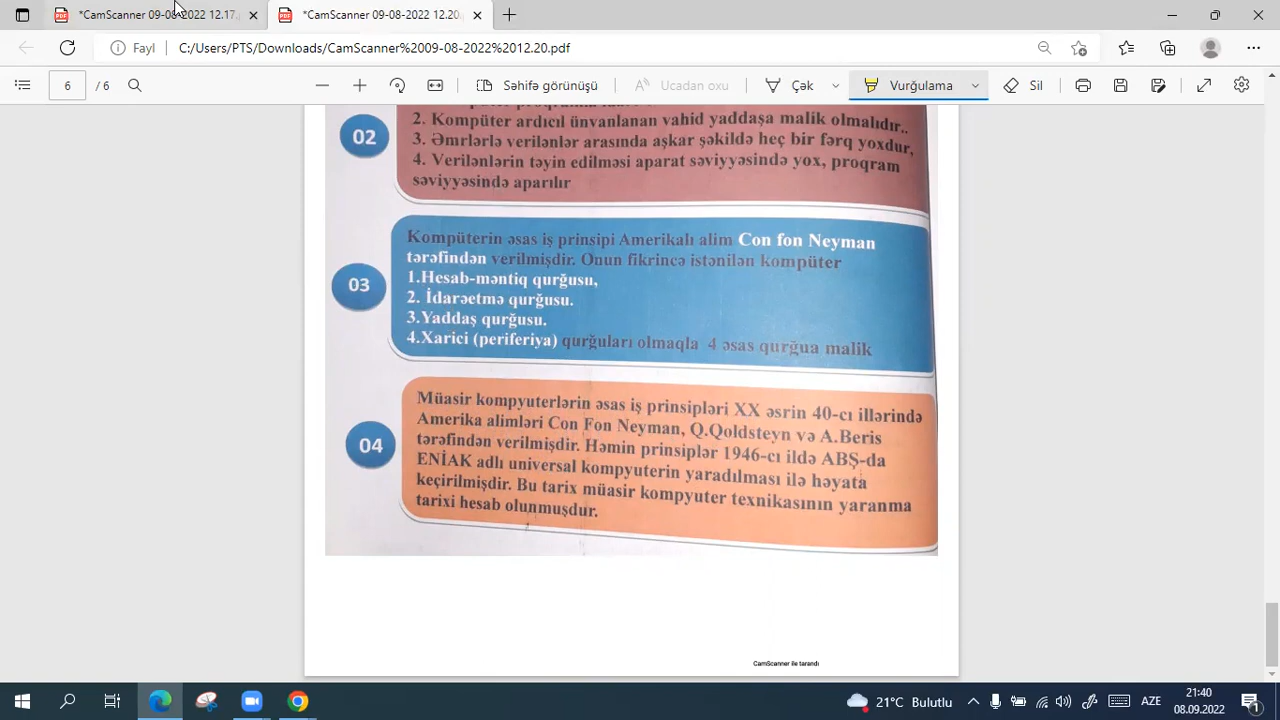 *CamScanner 09-08-2022 12.17
*CamScanner 09-08-2022 12.20
Fayl
C:/Users/PTS/Downloads/CamScanner%2009-08-2022%2012.20.pdf
6
/ 6
Səhifə görünüşü
Ucadan oxu
Çək
Vurğulama
Sil
02
2. Kompüter ardıcıl ünvanlanan vahid yaddaşa malik olmalıdır..
3. Əmrlərlə verilənlər arasında aşkar şəkildə heç bir fərq yoxdur,
4. Verilənlərin təyin edilməsi aparat səviyyəsində yox, proqram
səviyyəsində aparılır
03
Kompüterin əsas iş prinsipi Amerikalı alim Con fon Neyman
tərəfindən verilmişdir. Onun fikrincə istənilən kompüter
1.Hesab-məntiq qurğusu,
2. İdarəetmə qurğusu.
3.Yaddaş qurğusu.
4.Xarici (periferiya) qurğuları olmaqla 4 əsas qurğua malik
04
Müasir kompyuterlərin əsas iş prinsipləri XX əsrin 40-cı illərində
Amerika alimləri Con Fon Neyman, Q.Qoldsteyn və A.Beris
tərəfindən verilmişdir. Həmin prinsiplər 1946-cı ildə ABŞ-da
ENİAK adlı universal kompyuterin yaradılması ilə həyata
keçirilmişdir. Bu tarix müasir kompyuter texnikasının yaranma
tarixi hesab olunmuşdur.
CamScanner ile tarandı
21°C Bulutlu
AZE
21:40
08.09.2022
1